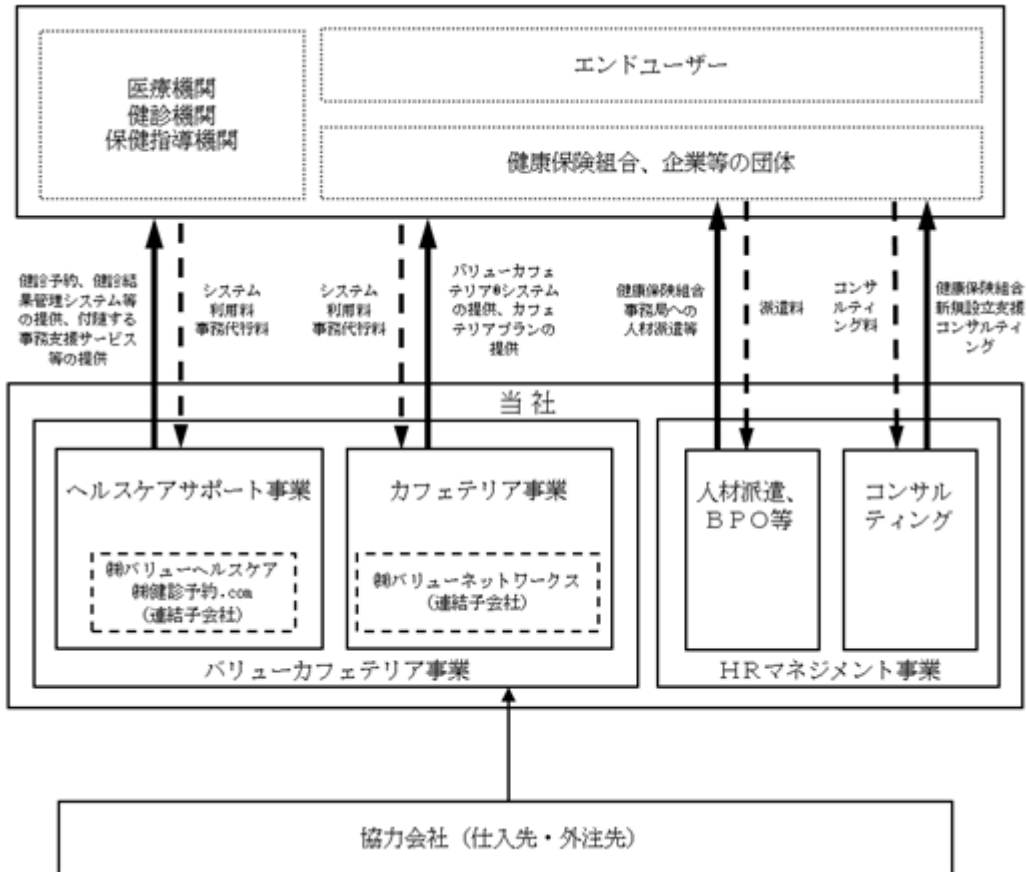 医療機関
健診機関
保健指導機関
エンドユーザー
健康保険組合、企業等の団体
健診予約、健診結
果管理システム等
の提供、付随する
事務支援サービス
等の提供
システム
利用料
事務代行料
システム
利用料
事務代行料
バリューカフェ
テリア®システム
の提供、カフェ
テリアプランの
提供
健康保険組合
事務局への
人材派遣等
派遣料
コンサ
ルティ
ング料
健康保険組合
新規設立支援
コンサルティ
ング
当 社
ヘルスケアサポート事業
㈱バリューヘルスケア
㈱健診予約.com
(連結子会社)
カフェテリア事業
㈱バリューネットワークス
(連結子会社)
バリューカフェテリア事業
人材派遣、
ＢＰＯ等
コンサル
ティング
ＨＲマネジメント事業
協力会社（仕入先・外注先）